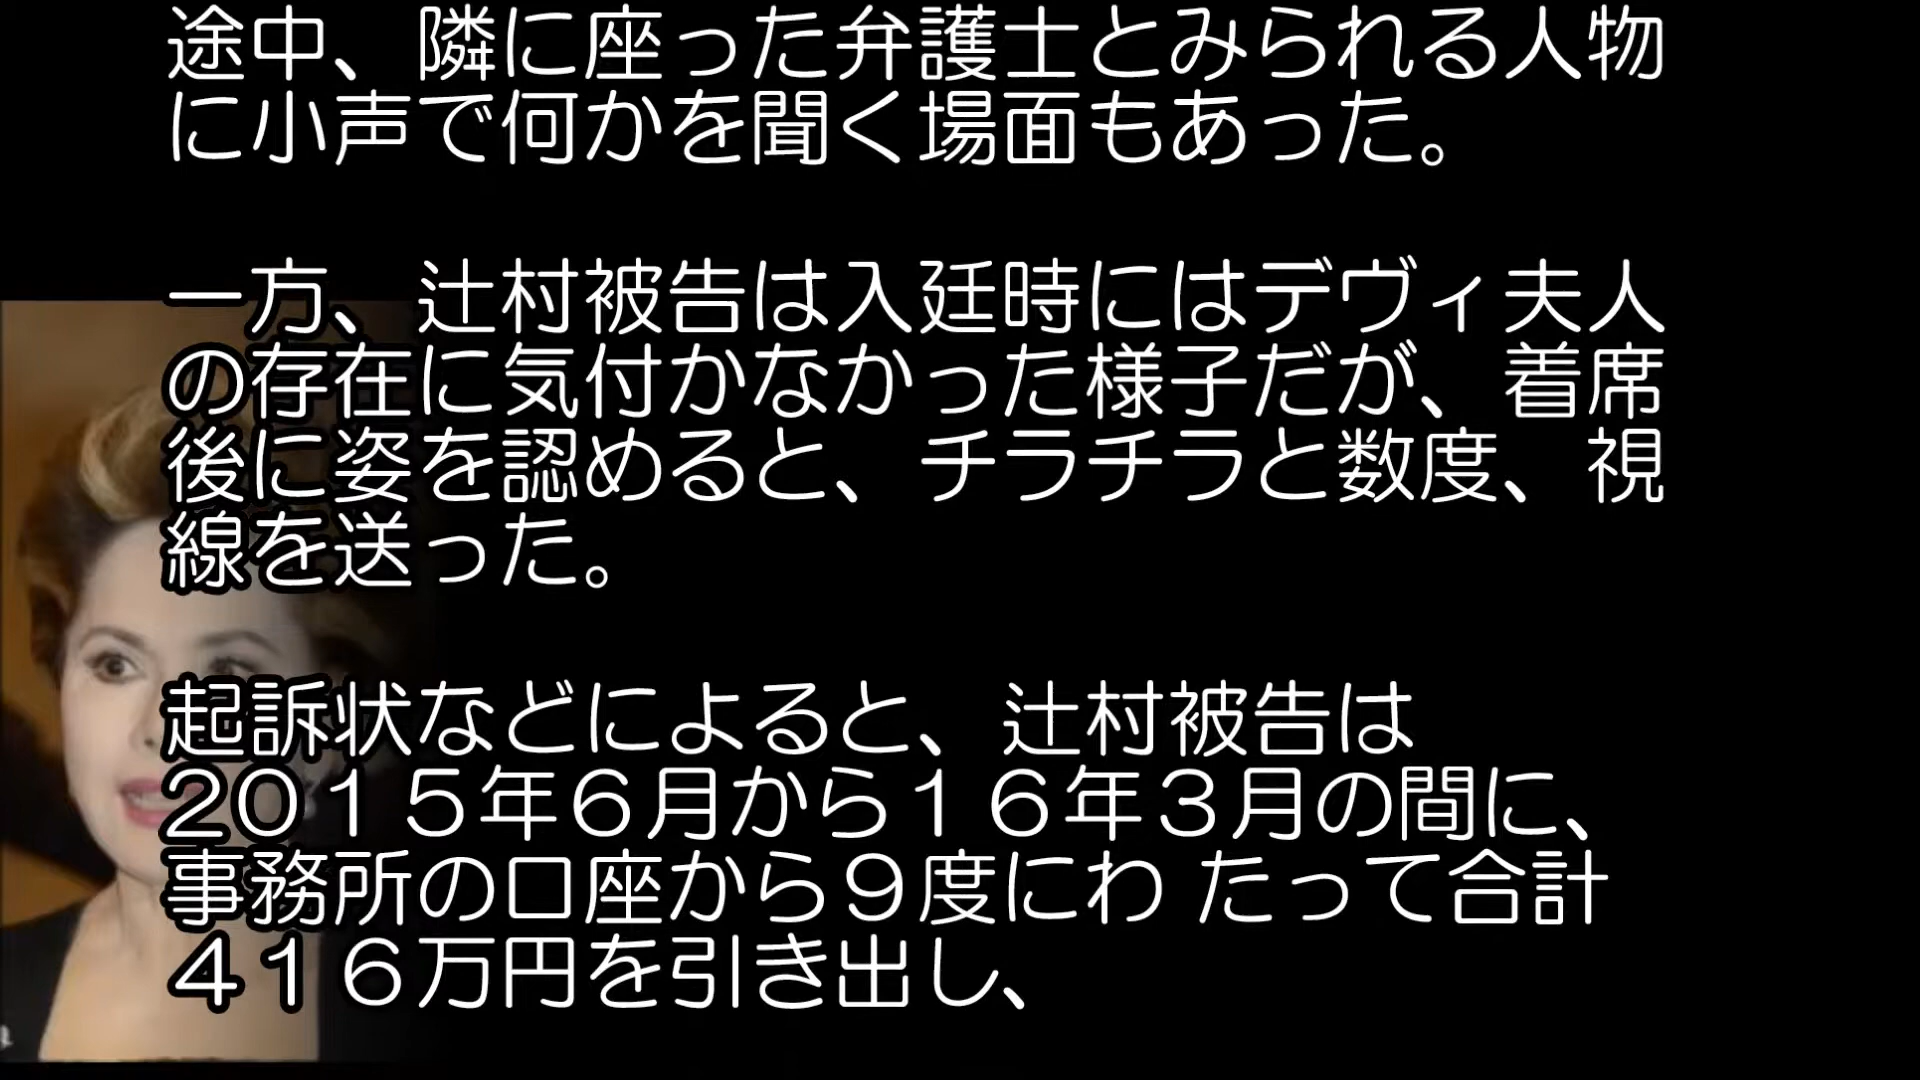 途中、隣に座った弁護士とみられる人物
に小声で何かを聞く場面もあった。
一方、辻村被告は入廷時にはデヴィ夫人
の存在に気付かなかった様子だが、着席
後に姿を認めると、チラチラと数度、視
線を送った。
起訴状などによると、辻村被告は
２０１５年６月から１６年３月の間に、
事務所の口座から９度にわ たって合計
４１６万円を引き出し、